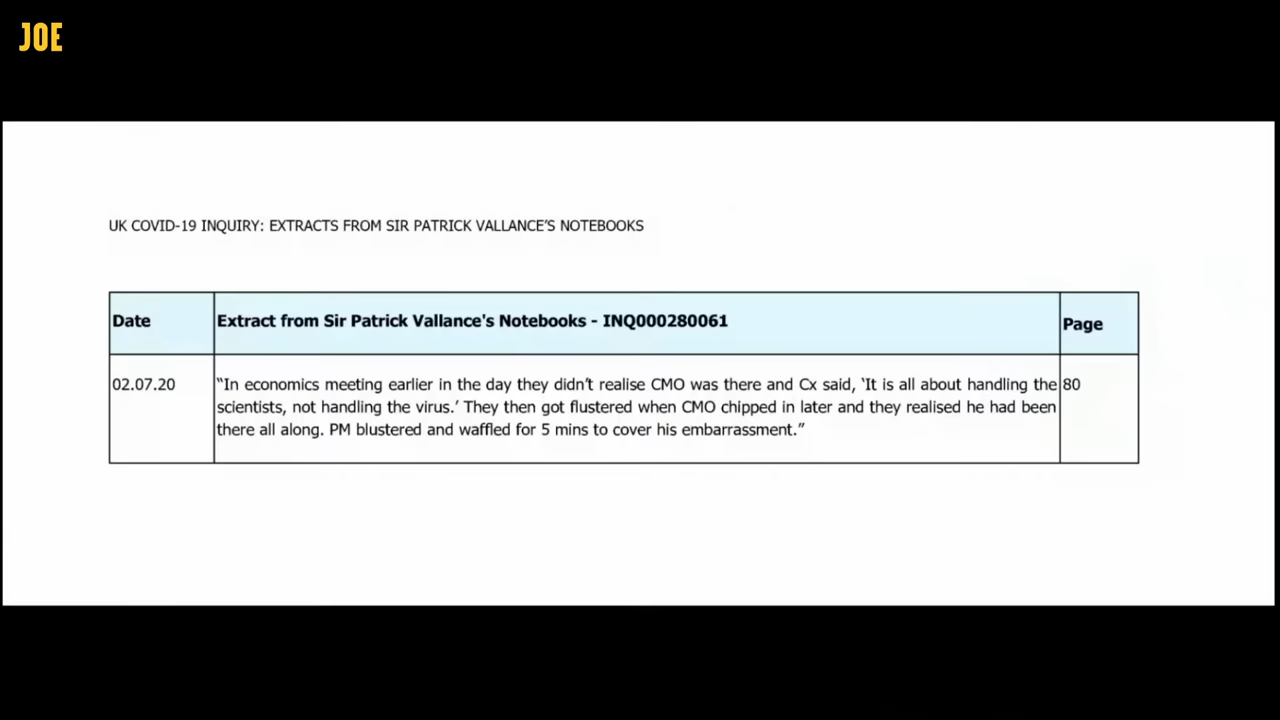 JOE
UK COVID-19 INQUIRY: EXTRACTS FROM SIR PATRICK VALLANCE'S NOTEBOOKS
Date
Extract from Sir Patrick Vallance's Notebooks - INQ000280061
Page
02.07.20
“In economics meeting earlier in the day they didn’t realise CMO was there and Cx said, ‘It is all about handling the
scientists, not handling the virus.’ They then got flustered when CMO chipped in later and they realised he had been
there all along. PM blustered and waffled for 5 mins to cover his embarrassment.”
80